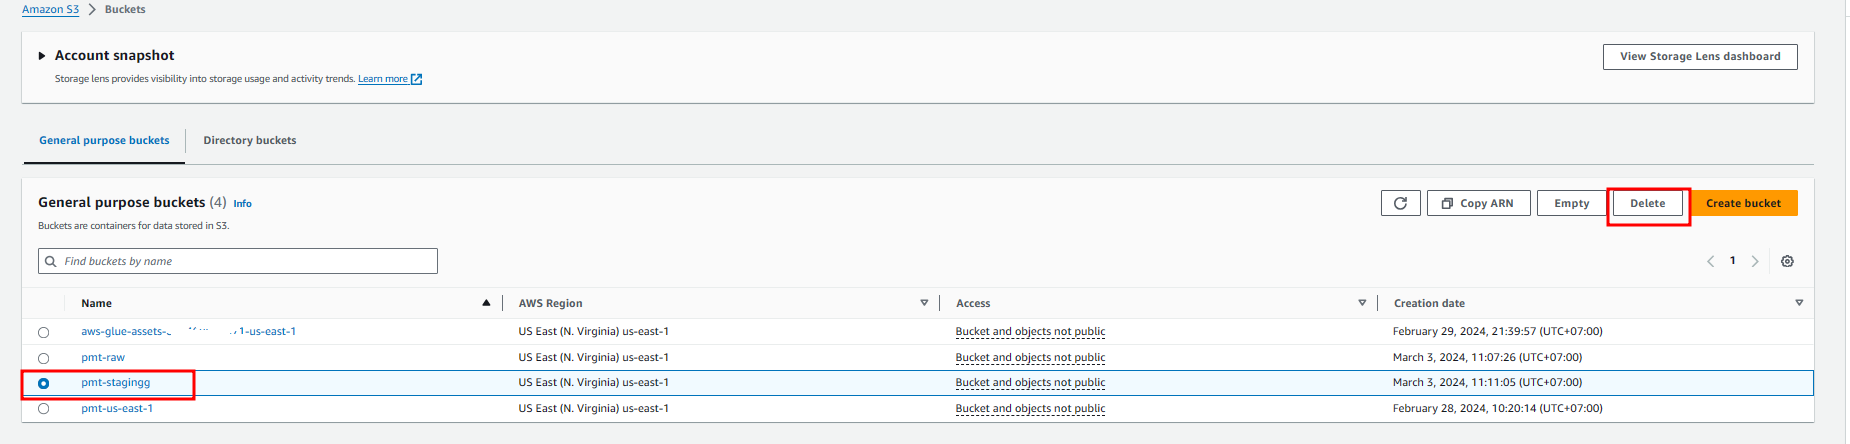 Amazon S3 > Buckets
Account snapshot
View Storage Lens dashboard
Storage lens provides visibility into storage usage and activity trends. Learn more
General purpose buckets
Directory buckets
General purpose buckets (4) Info
Copy ARN
Empty
Delete
Create bucket
Buckets are containers for data stored in S3.
Find buckets by name
1
Name AWS Region Access Creation date
aws-glue-assets- 1-us-east-1 US East (N. Virginia) us-east-1 Bucket and objects not public February 29, 2024, 21:39:57 (UTC+07:00)
pmt-raw US East (N. Virginia) us-east-1 Bucket and objects not public March 3, 2024, 11:07:26 (UTC+07:00)
pmt-stagingg US East (N. Virginia) us-east-1 Bucket and objects not public March 3, 2024, 11:11:05 (UTC+07:00)
pmt-us-east-1 US East (N. Virginia) us-east-1 Bucket and objects not public February 28, 2024, 10:20:14 (UTC+07:00)